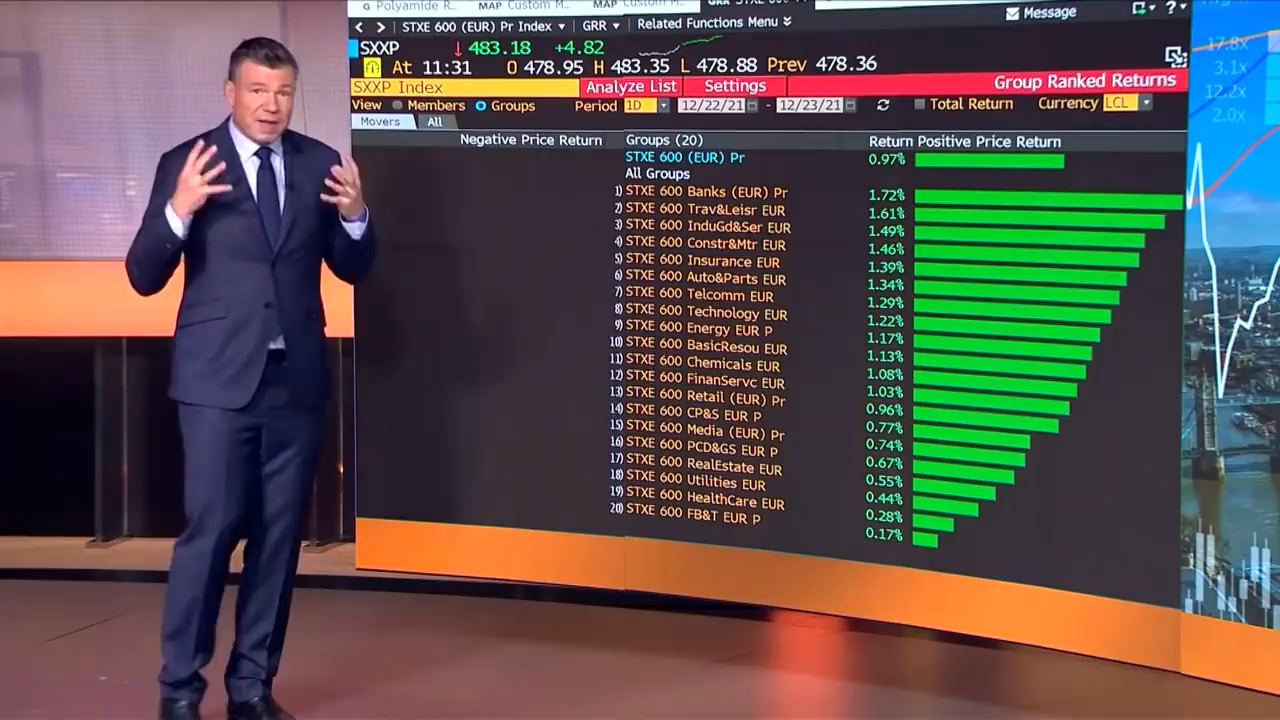 G Polyamide R..
MAP Custom M..
MAP Custom M..
STXE 600 (EUR) Pr Index GRR Related Functions Menu
Message
?
SXXP 483.18 +4.82
At 11:31 O 478.95 H 483.35 L 478.88 Prev 478.36
SXXP Index Analyze List Settings Group Ranked Returns
View Members Groups Period 1D 12/22/21 - 12/23/21 Total Return Currency LCL
Movers All
Negative Price Return Groups (20) Return Positive Price Return
STXE 600 (EUR) Pr 0.97%
All Groups
1) STXE 600 Banks (EUR) Pr 1.72%
2) STXE 600 Trav&Leisr EUR 1.61%
3) STXE 600 InduGd&Ser EUR 1.49%
4) STXE 600 Constr&Mtr EUR 1.46%
5) STXE 600 Insurance EUR 1.39%
6) STXE 600 Auto&Parts EUR 1.34%
7) STXE 600 Telcomm EUR 1.29%
8) STXE 600 Technology EUR 1.22%
9) STXE 600 Energy EUR P 1.17%
10) STXE 600 BasicResou EUR 1.13%
11) STXE 600 Chemicals EUR 1.08%
12) STXE 600 FinanServc EUR 1.03%
13) STXE 600 Retail (EUR) Pr 0.96%
14) STXE 600 CP&S EUR P 0.77%
15) STXE 600 Media (EUR) Pr 0.74%
16) STXE 600 PCD&GS EUR P 0.67%
17) STXE 600 RealEstate EUR 0.55%
18) STXE 600 Utilities EUR 0.44%
19) STXE 600 HealthCare EUR 0.28%
20) STXE 600 FB&T EUR P 0.17%
17.8x
3.1x
12.2x
2.0x